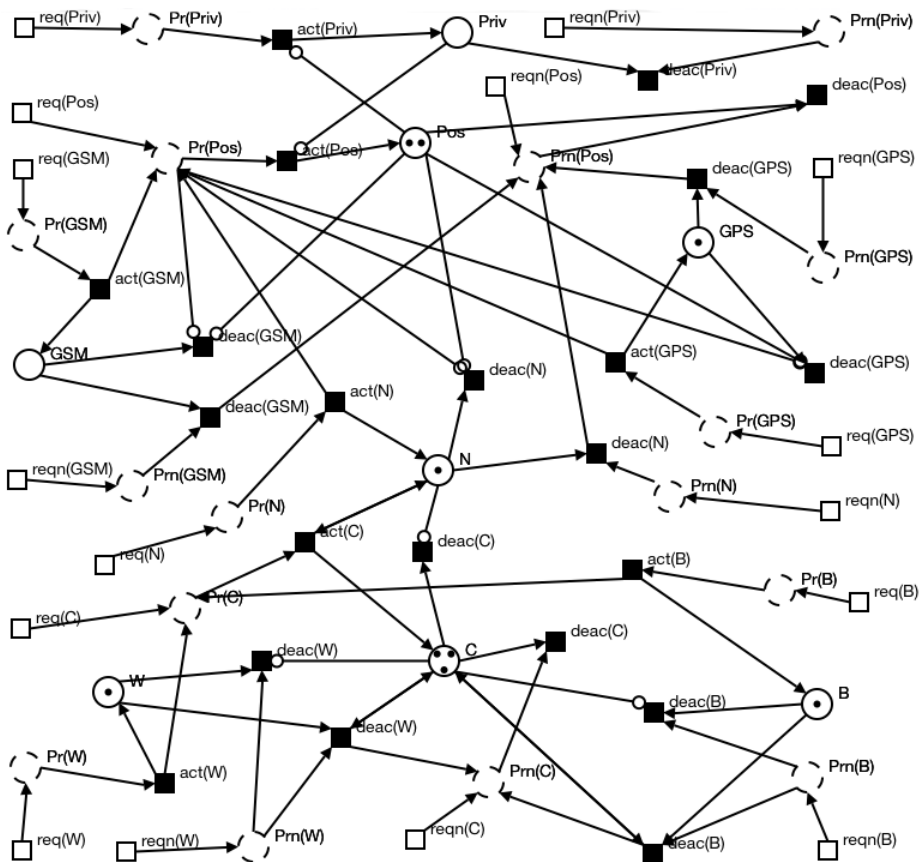 req(Priv)
Pr(Priv)
act(Priv)
Priv
reqn(Priv)
Prn(Priv)
deac(Priv)
reqn(Pos)
deac(Pos)
req(Pos)
Pr(Pos)
act(Pos)
Pos
Prn(Pos)
deac(GPS)
reqn(GPS)
req(GSM)
Pr(GSM)
act(GSM)
GPS
Prn(GPS)
GSM
deac(GSM)
deac(N)
act(GPS)
deac(GPS)
deac(GSM)
act(N)
Pr(GPS)
req(GPS)
reqn(GSM)
Prn(GSM)
N
deac(N)
Prn(N)
reqn(N)
Pr(N)
req(N)
act(C)
deac(C)
act(B)
Pr(B)
req(B)
req(C)
Pr(C)
deac(W)
C
deac(C)
W
deac(W)
deac(B)
B
Pr(W)
act(W)
Prn(C)
Prn(B)
req(W)
reqn(W)
Prn(W)
reqn(C)
deac(B)
reqn(B)